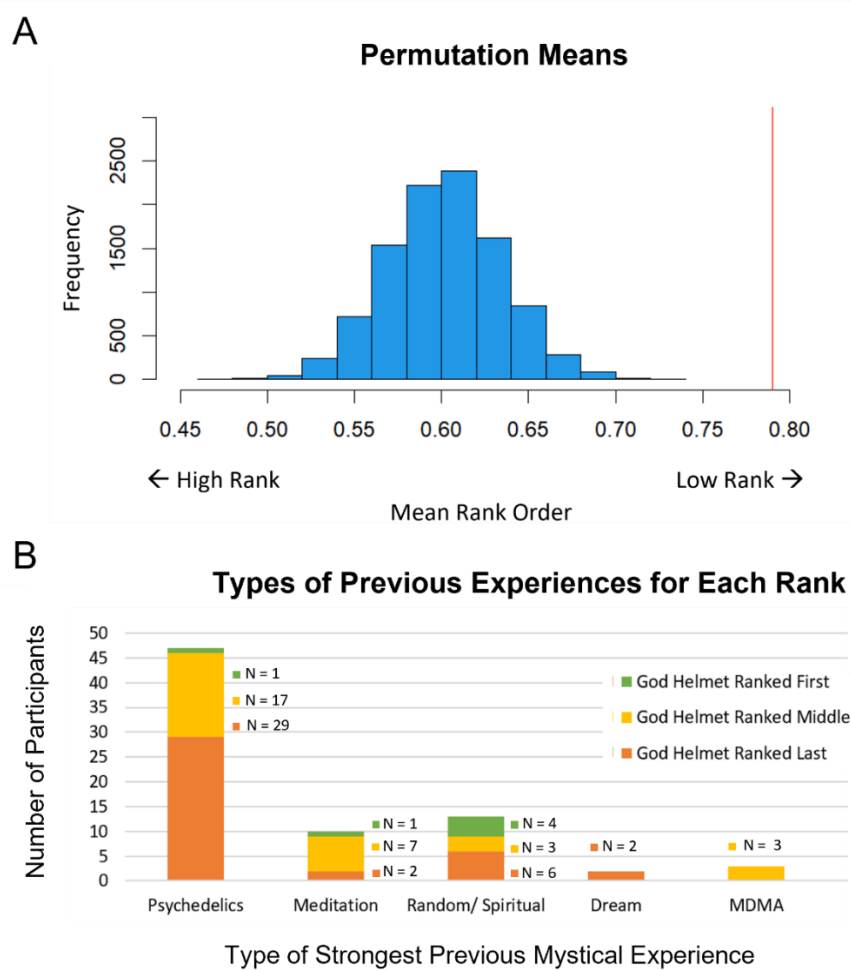 A
Permutation Means
Frequency
2500
1500
500
0
0.45 0.50 0.55 0.60 0.65 0.70 0.75 0.80
← High Rank Low Rank →
Mean Rank Order
B
Types of Previous Experiences for Each Rank
Number of Participants
50
45
40
35
30
25
20
15
10
5
0
N = 1
N = 17
N = 29
N = 1
N = 7
N = 2
N = 4
N = 3
N = 6
N = 2
N = 3
God Helmet Ranked First
God Helmet Ranked Middle
God Helmet Ranked Last
Psychedelics Meditation Random/ Spiritual Dream MDMA
Type of Strongest Previous Mystical Experience